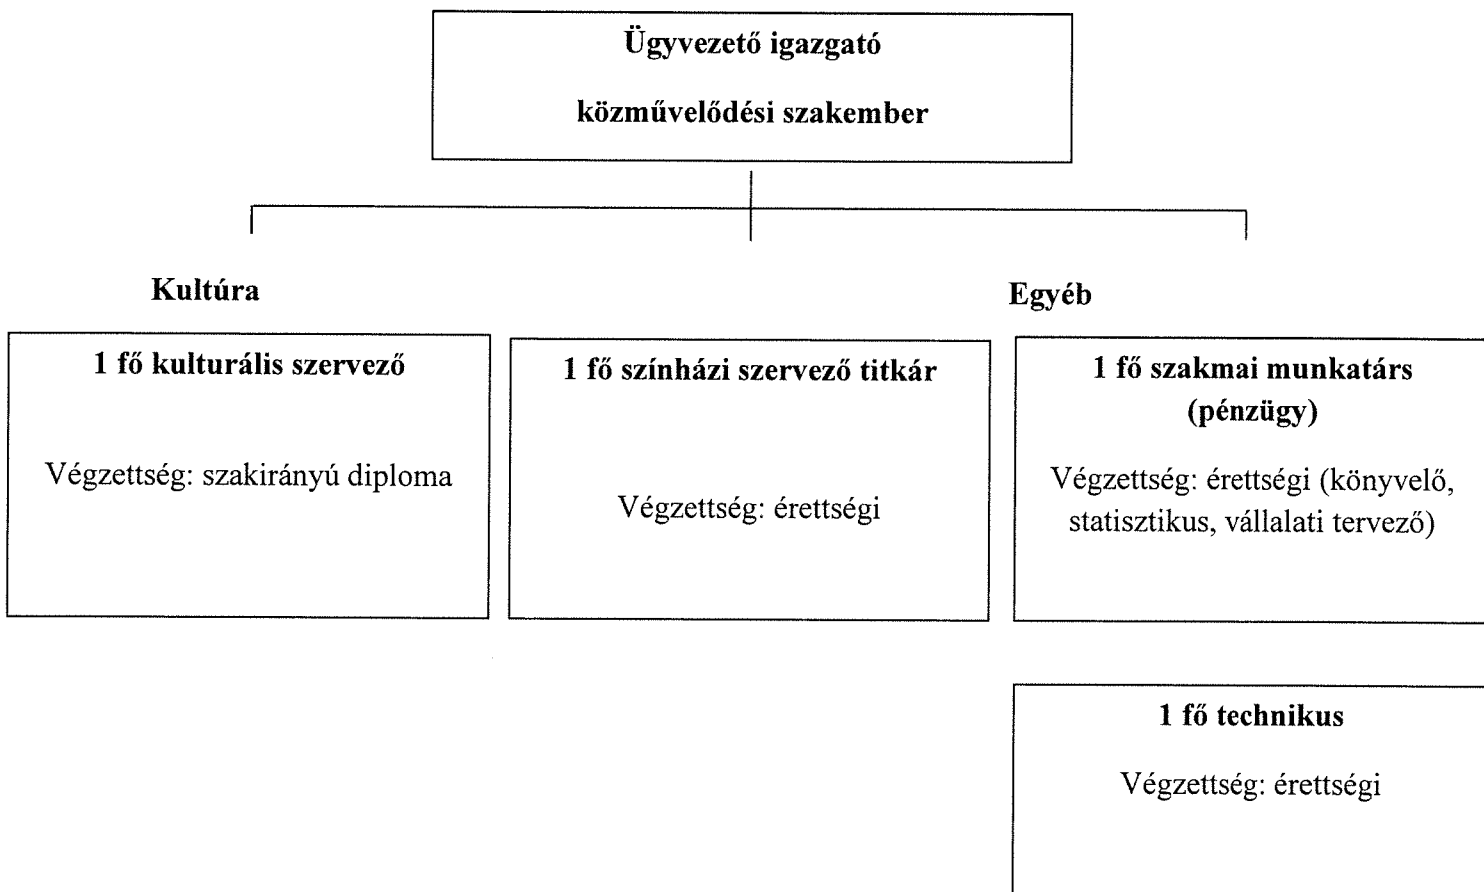 Ügyvezető igazgató
közművelődési szakember
Kultúra
Egyéb
1 fő kulturális szervező
Végzettség: szakirányú diploma
1 fő színházi szervező titkár
Végzettség: érettségi
1 fő szakmai munkatárs
(pénzügy)
Végzettség: érettségi (könyvelő,
statisztikus, vállalati tervező)
1 fő technikus
Végzettség: érettségi